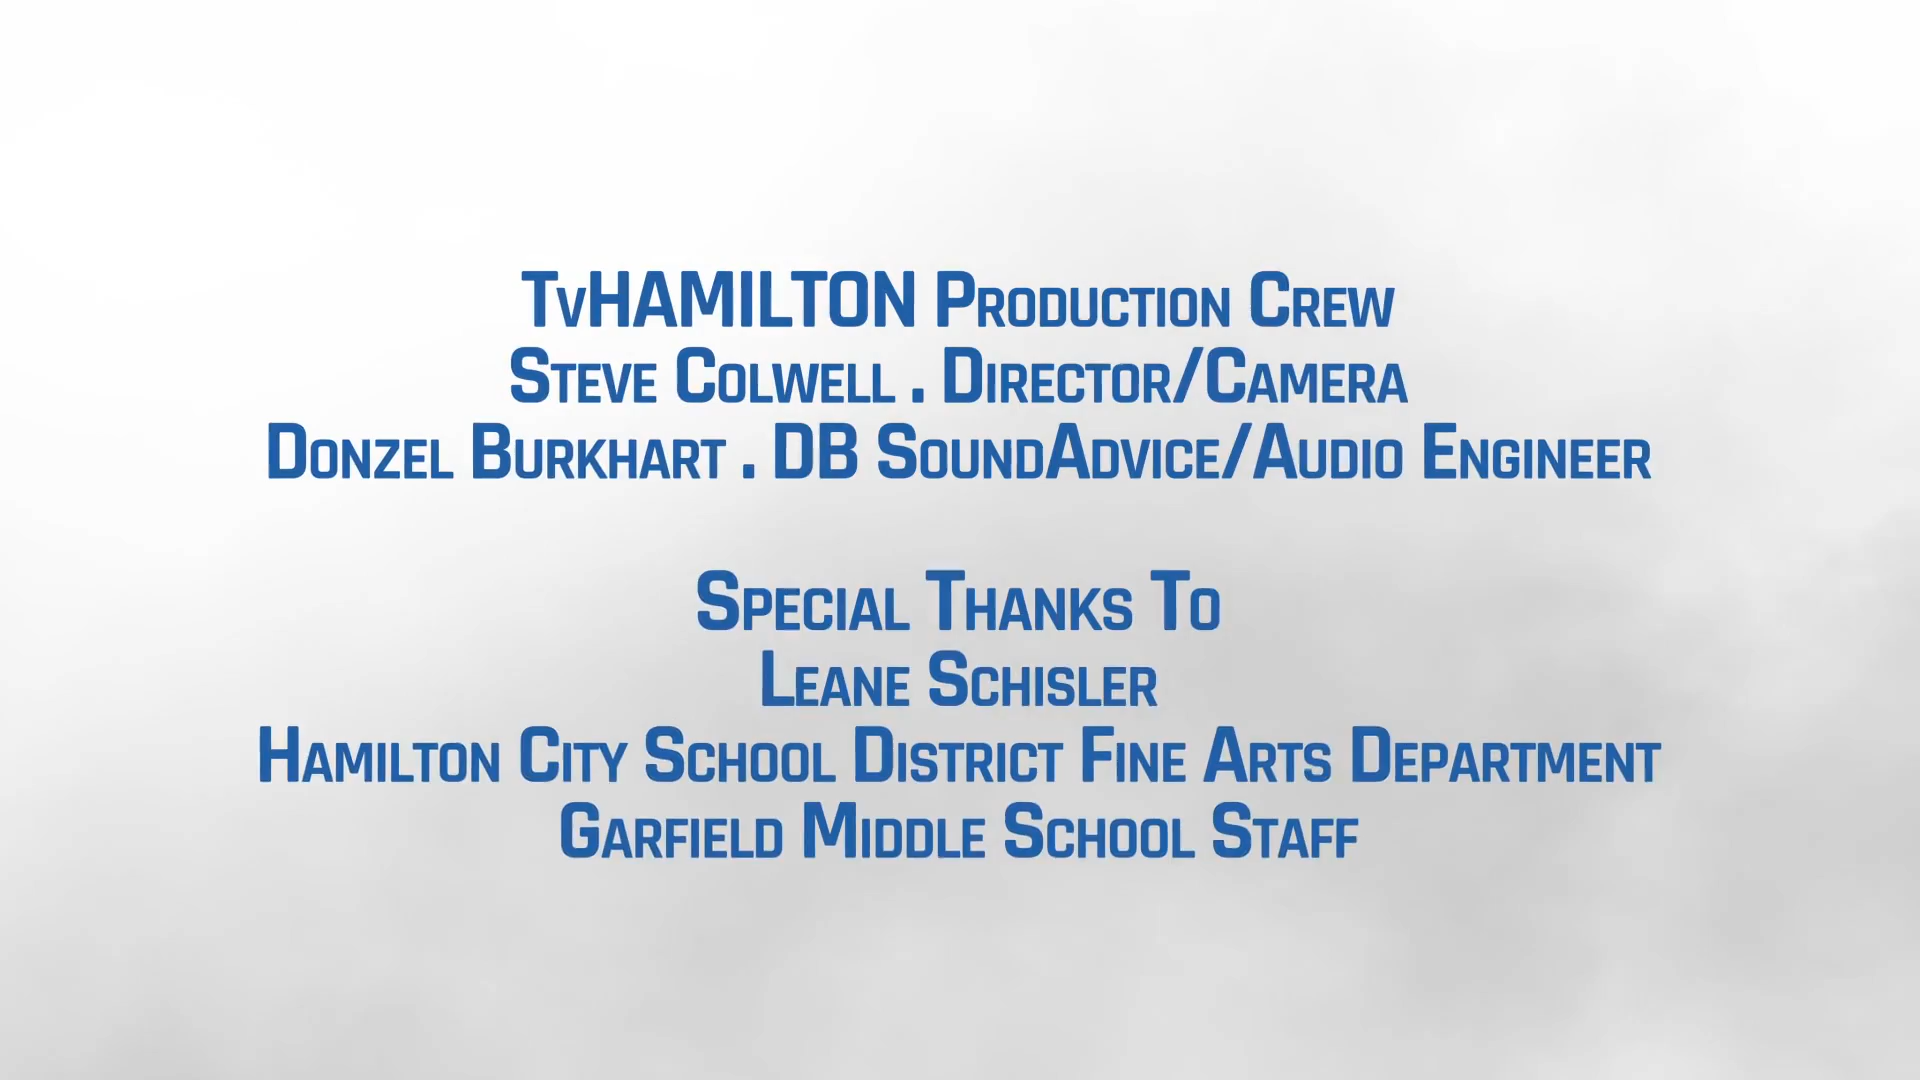 TvHAMILTON Production Crew
Steve Colwell . Director/Camera
Donzel Burkhart . DB SoundAdvice/Audio Engineer
Special Thanks To
Leane Schisler
Hamilton City School District Fine Arts Department
Garfield Middle School Staff